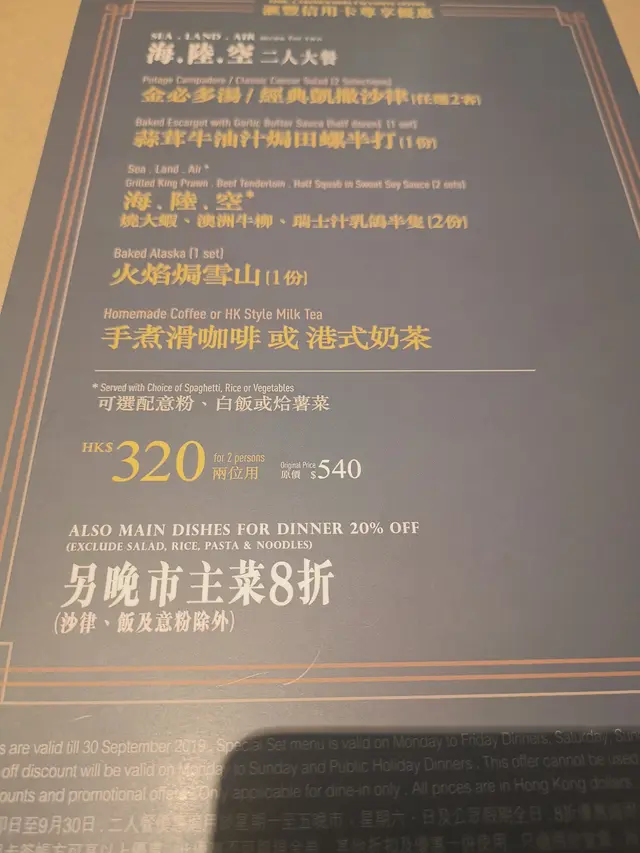 滙豐信用卡尊享優惠
SEA . LAND . AIR MENU FOR TWO
海.陸.空 二人大餐
Potage Campadore / Classic Caesar Salad (2 Selections)
金必多湯 / 經典凱撒沙律 (任選2客)
Baked Escargot with Garlic Butter Sauce (half dozen) (1 set)
蒜茸牛油汁焗田螺半打 (1份)
Sea . Land . Air *
Grilled King Prawn . Beef Tenderloin . Half Squab in Sweet Soy Sauce (2 sets)
海.陸.空*
燒大蝦、澳洲牛柳、瑞士汁乳鴿半隻 (2份)
Baked Alaska (1 set)
火焰焗雪山 (1份)
Homemade Coffee or HK Style Milk Tea
手煮滑咖啡 或 港式奶茶
* Served with Choice of Spaghetti, Rice or Vegetables
可選配意粉、白飯或焓薯菜
HK$320 for 2 persons 兩位用 Original Price 原價 $540
ALSO MAIN DISHES FOR DINNER 20% OFF
(EXCLUDE SALAD, RICE, PASTA & NOODLES)
另晚市主菜8折
(沙律、飯及意粉除外)
s are valid till 30 September 2019 . Special Set menu is valid on Monday to Friday Dinners, Saturday, Sun
off discount will be valid on Monday to Sunday and Public Holiday Dinners . This offer cannot be used
ounts and promotional offers. Only applicable for dine-in only . All prices are in Hong Kong dollars
即日至9月30日 . 二人餐優惠適用於星期一至五晚市, 星期六、日及公眾假期全日 . 8折優惠適